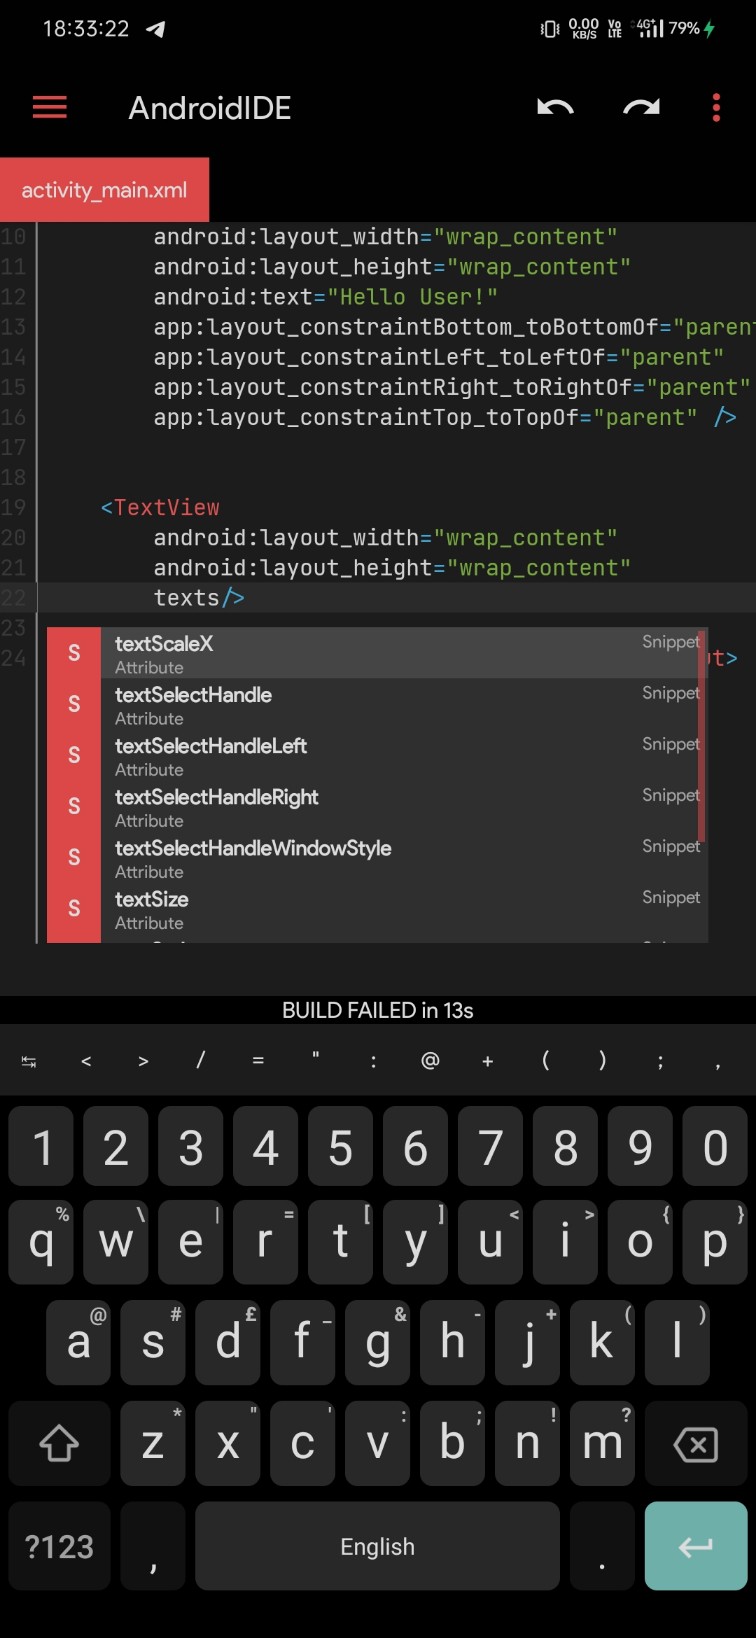 18:33:22 0.00 KB/S Vo LTE 4G+ 79%
AndroidIDE
activity_main.xml
10 android:layout_width="wrap_content"
11 android:layout_height="wrap_content"
12 android:text="Hello User!"
13 app:layout_constraintBottom_toBottomOf="paren
14 app:layout_constraintLeft_toLeftOf="parent"
15 app:layout_constraintRight_toRightOf="parent"
16 app:layout_constraintTop_toTopOf="parent" />
17
18
19 <TextView
20 android:layout_width="wrap_content"
21 android:layout_height="wrap_content"
22 texts/>
23
24 t>
S textScaleX Snippet
Attribute
S textSelectHandle Snippet
Attribute
S textSelectHandleLeft Snippet
Attribute
S textSelectHandleRight Snippet
Attribute
S textSelectHandleWindowStyle Snippet
Attribute
S textSize Snippet
Attribute
BUILD FAILED in 13s
< > / = " : @ + ( ) ; ,
1 2 3 4 5 6 7 8 9 0
% \ | = [ ] < > { }
q w e r t y u i o p
@ # £ _ & - + ( )
a s d f g h j k l
* " ' : ; ! ?
z x c v b n m
?123 , English .